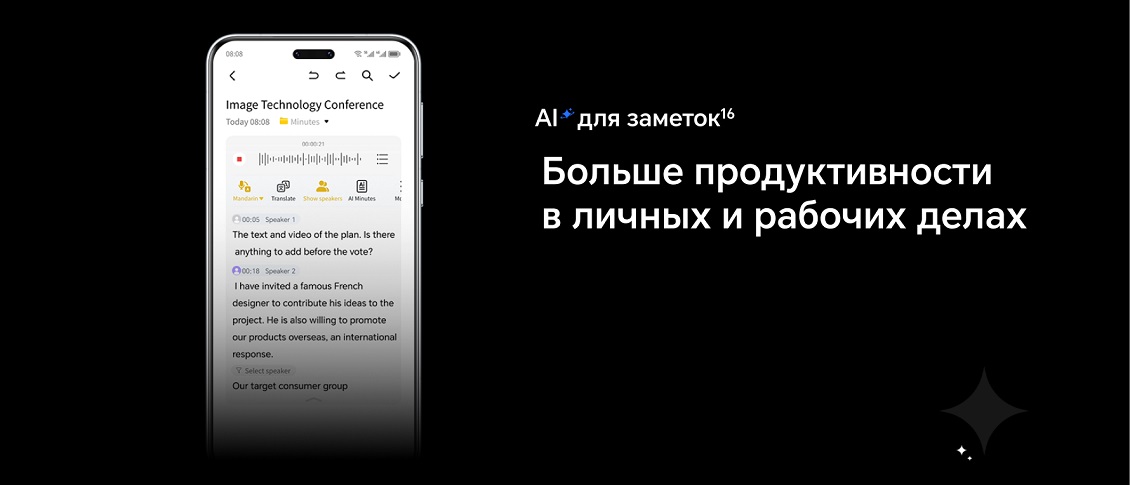 08:08
Image Technology Conference
Today 08:08 Minutes
00:00:21
Mandarin Translate Show speakers AI Minutes
00:05 Speaker 1
The text and video of the plan. Is there
anything to add before the vote?
00:18 Speaker 2
I have invited a famous French
designer to contribute his ideas to the
project. He is also willing to promote
our products overseas, an international
response.
Select speaker
Our target consumer group
AI для заметок16
Больше продуктивности
в личных и рабочих делах